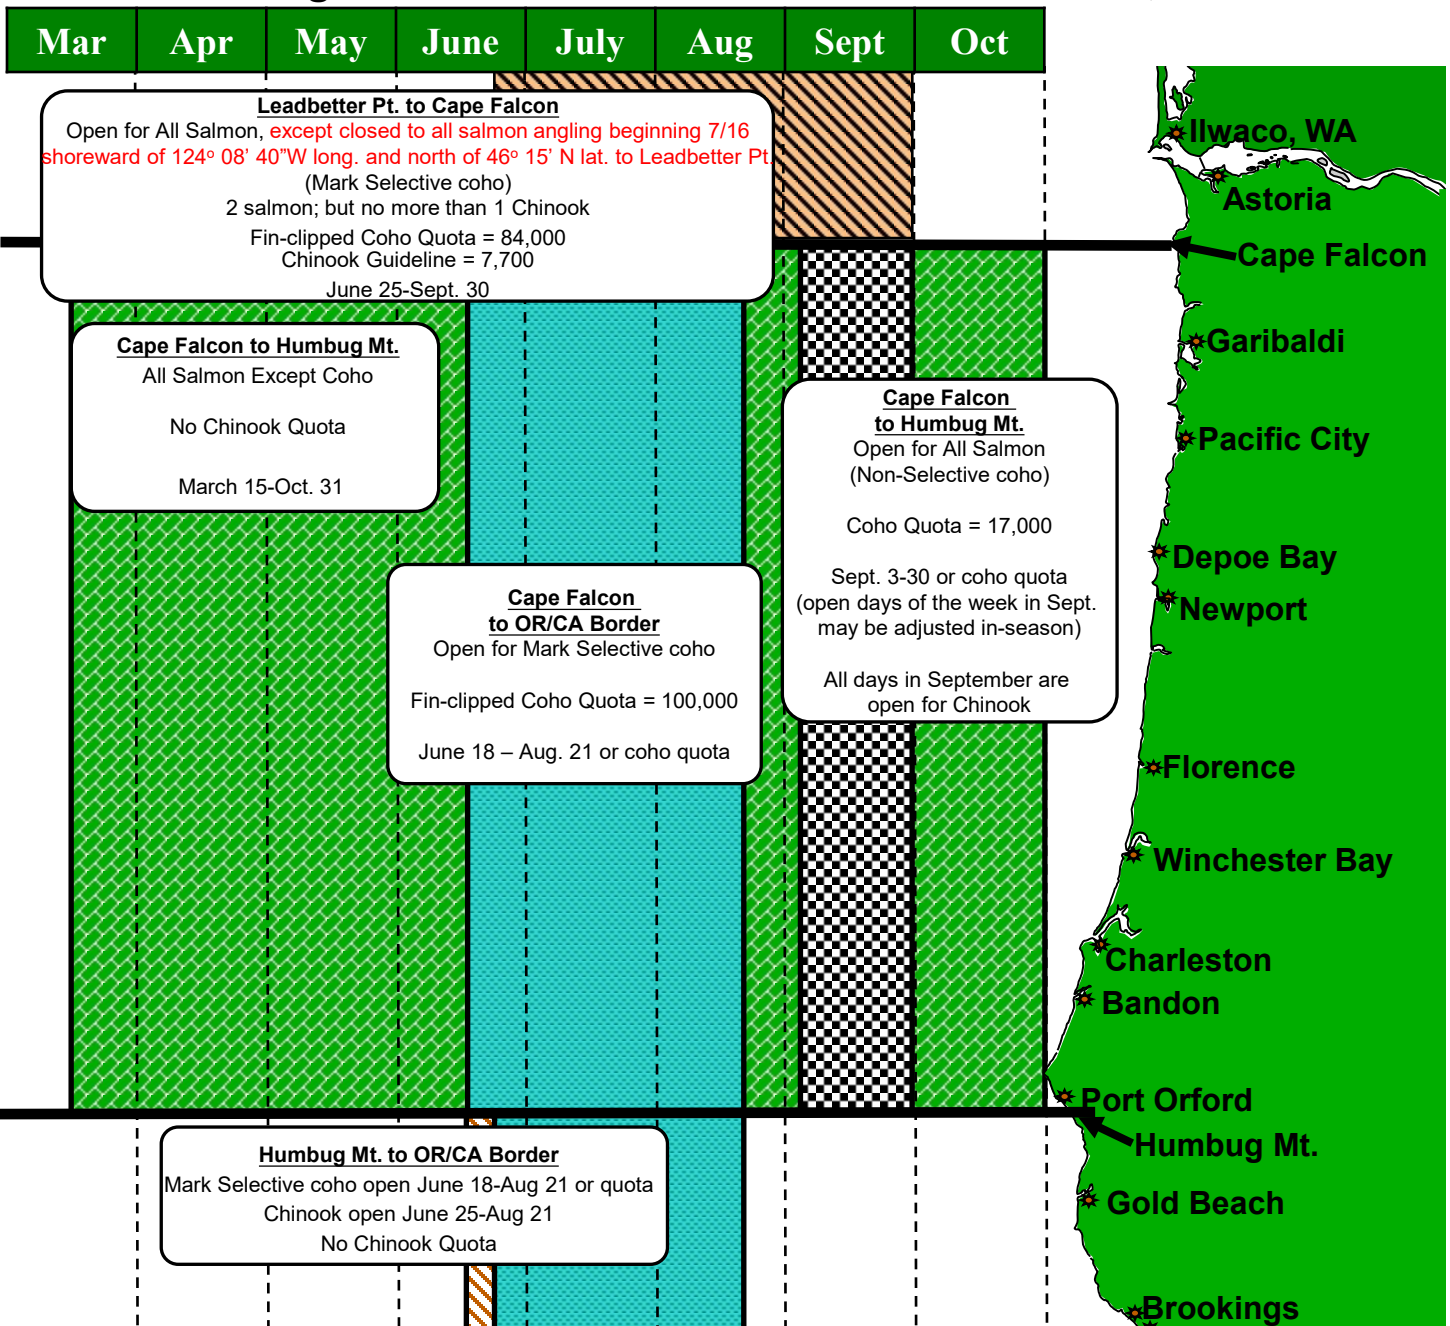 Mar Apr May June July Aug Sept Oct
Leadbetter Pt. to Cape Falcon
Open for All Salmon, except closed to all salmon angling beginning 7/16
shoreward of 124º 08' 40”W long. and north of 46º 15’ N lat. to Leadbetter Pt.
(Mark Selective coho)
2 salmon; but no more than 1 Chinook
Fin-clipped Coho Quota = 84,000
Chinook Guideline = 7,700
June 25-Sept. 30
Cape Falcon to Humbug Mt.
All Salmon Except Coho
No Chinook Quota
March 15-Oct. 31
Cape Falcon
to OR/CA Border
Open for Mark Selective coho
Fin-clipped Coho Quota = 100,000
June 18 – Aug. 21 or coho quota
Cape Falcon
to Humbug Mt.
Open for All Salmon
(Non-Selective coho)
Coho Quota = 17,000
Sept. 3-30 or coho quota
(open days of the week in Sept.
may be adjusted in-season)
All days in September are
open for Chinook
Humbug Mt. to OR/CA Border
Mark Selective coho open June 18-Aug 21 or quota
Chinook open June 25-Aug 21
No Chinook Quota
Ilwaco, WA
Astoria
Cape Falcon
Garibaldi
Pacific City
Depoe Bay
Newport
Florence
Winchester Bay
Charleston
Bandon
Port Orford
Humbug Mt.
Gold Beach
Brookings